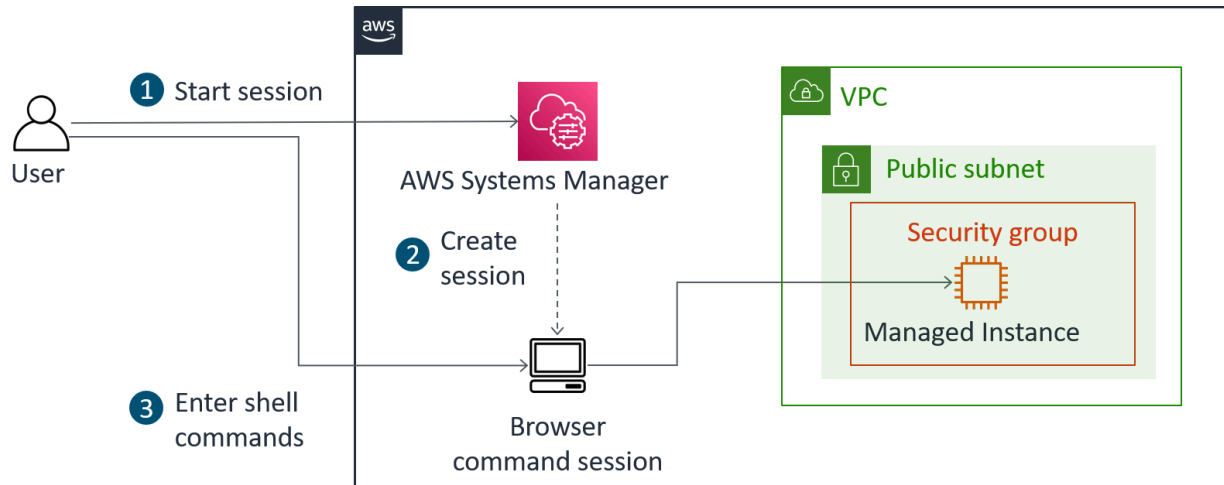 aws
1 Start session
User
AWS Systems Manager
2 Create
session
3 Enter shell
commands
Browser
command session
VPC
Public subnet
Security group
Managed Instance